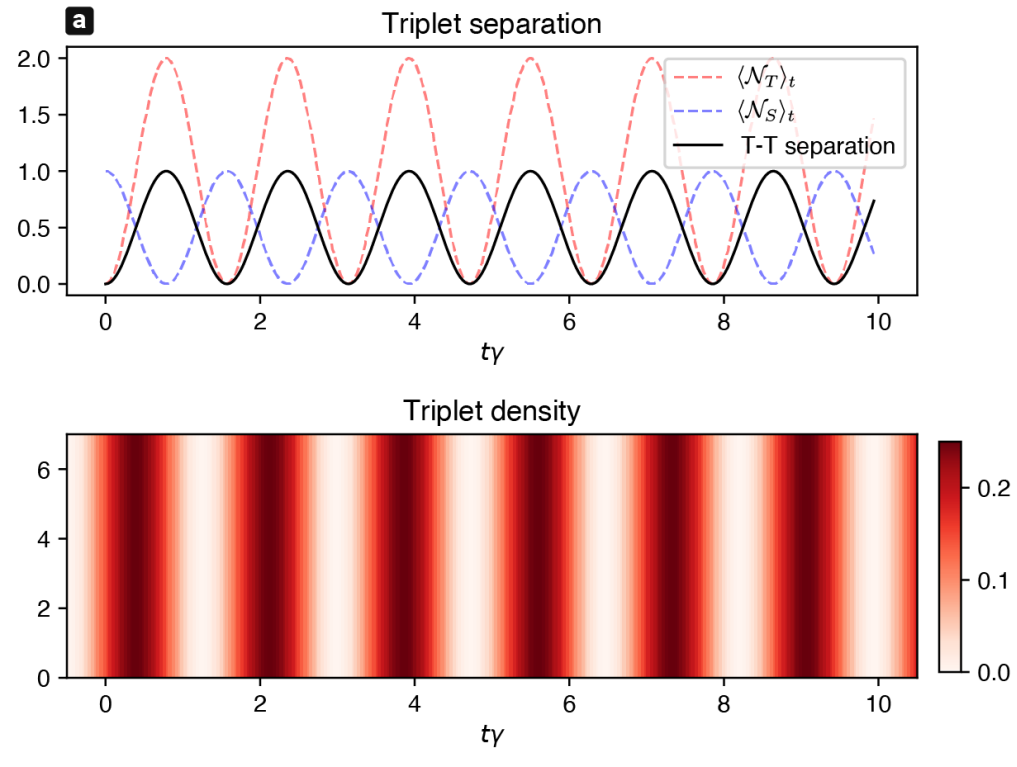 a
Triplet separation
2.0
1.5
1.0
0.5
0.0
⟨𝒩_T⟩_t
⟨𝒩_S⟩_t
T-T separation
0 2 4 6 8 10
tγ
Triplet density
6
4
2
0
0 2 4 6 8 10
tγ
0.2
0.1
0.0